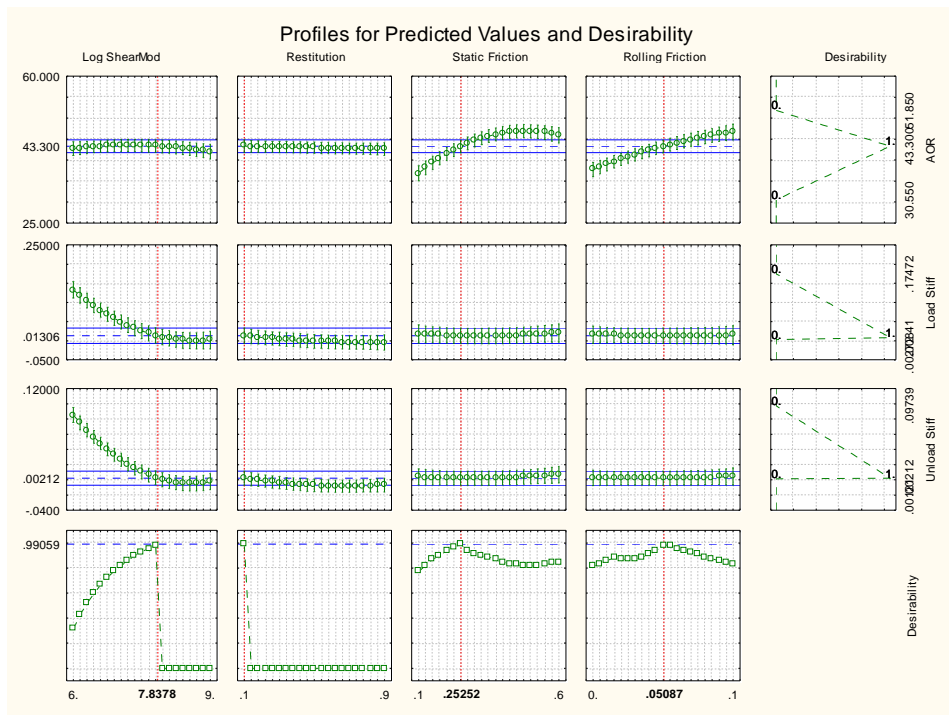 Profiles for Predicted Values and Desirability
Log ShearMod Restitution Static Friction Rolling Friction Desirability
60.000
43.300
25.000
0.
1.
0.
30.550 43.300 51.850
AOR
.25000
.01306
-.0500
0.
0.
1.
.17472
Load Stiff
.12000
.00212
-.0400
0.
0.
1.
.09739
Unload Stiff
.99059
Desirability
6. 7.8378 9. .1 .9 .1 .25252 .6 0. .05087 .1